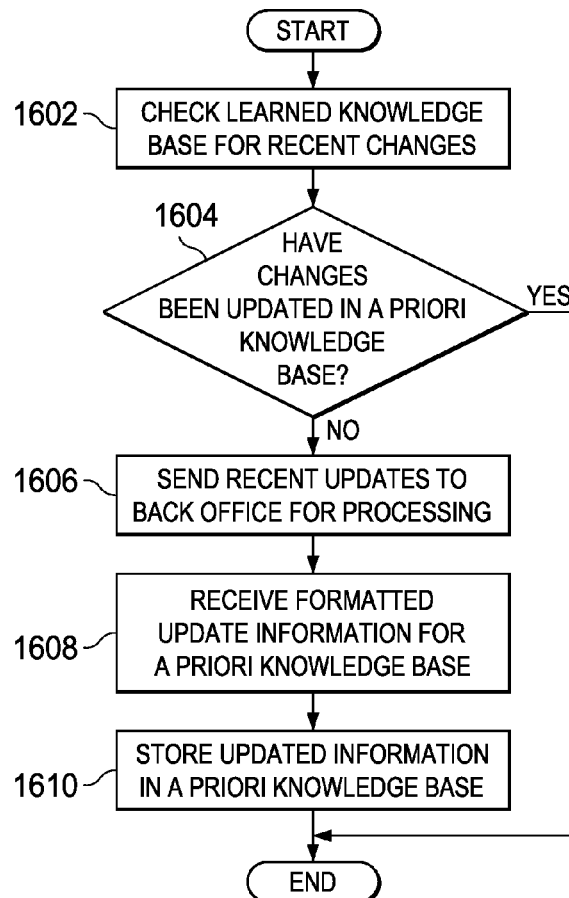 START
1602
CHECK LEARNED KNOWLEDGE
BASE FOR RECENT CHANGES
1604
HAVE
CHANGES
BEEN UPDATED IN A PRIORI
KNOWLEDGE
BASE?
YES
NO
1606
SEND RECENT UPDATES TO
BACK OFFICE FOR PROCESSING
1608
RECEIVE FORMATTED
UPDATE INFORMATION FOR
A PRIORI KNOWLEDGE BASE
1610
STORE UPDATED INFORMATION
IN A PRIORI KNOWLEDGE BASE
END